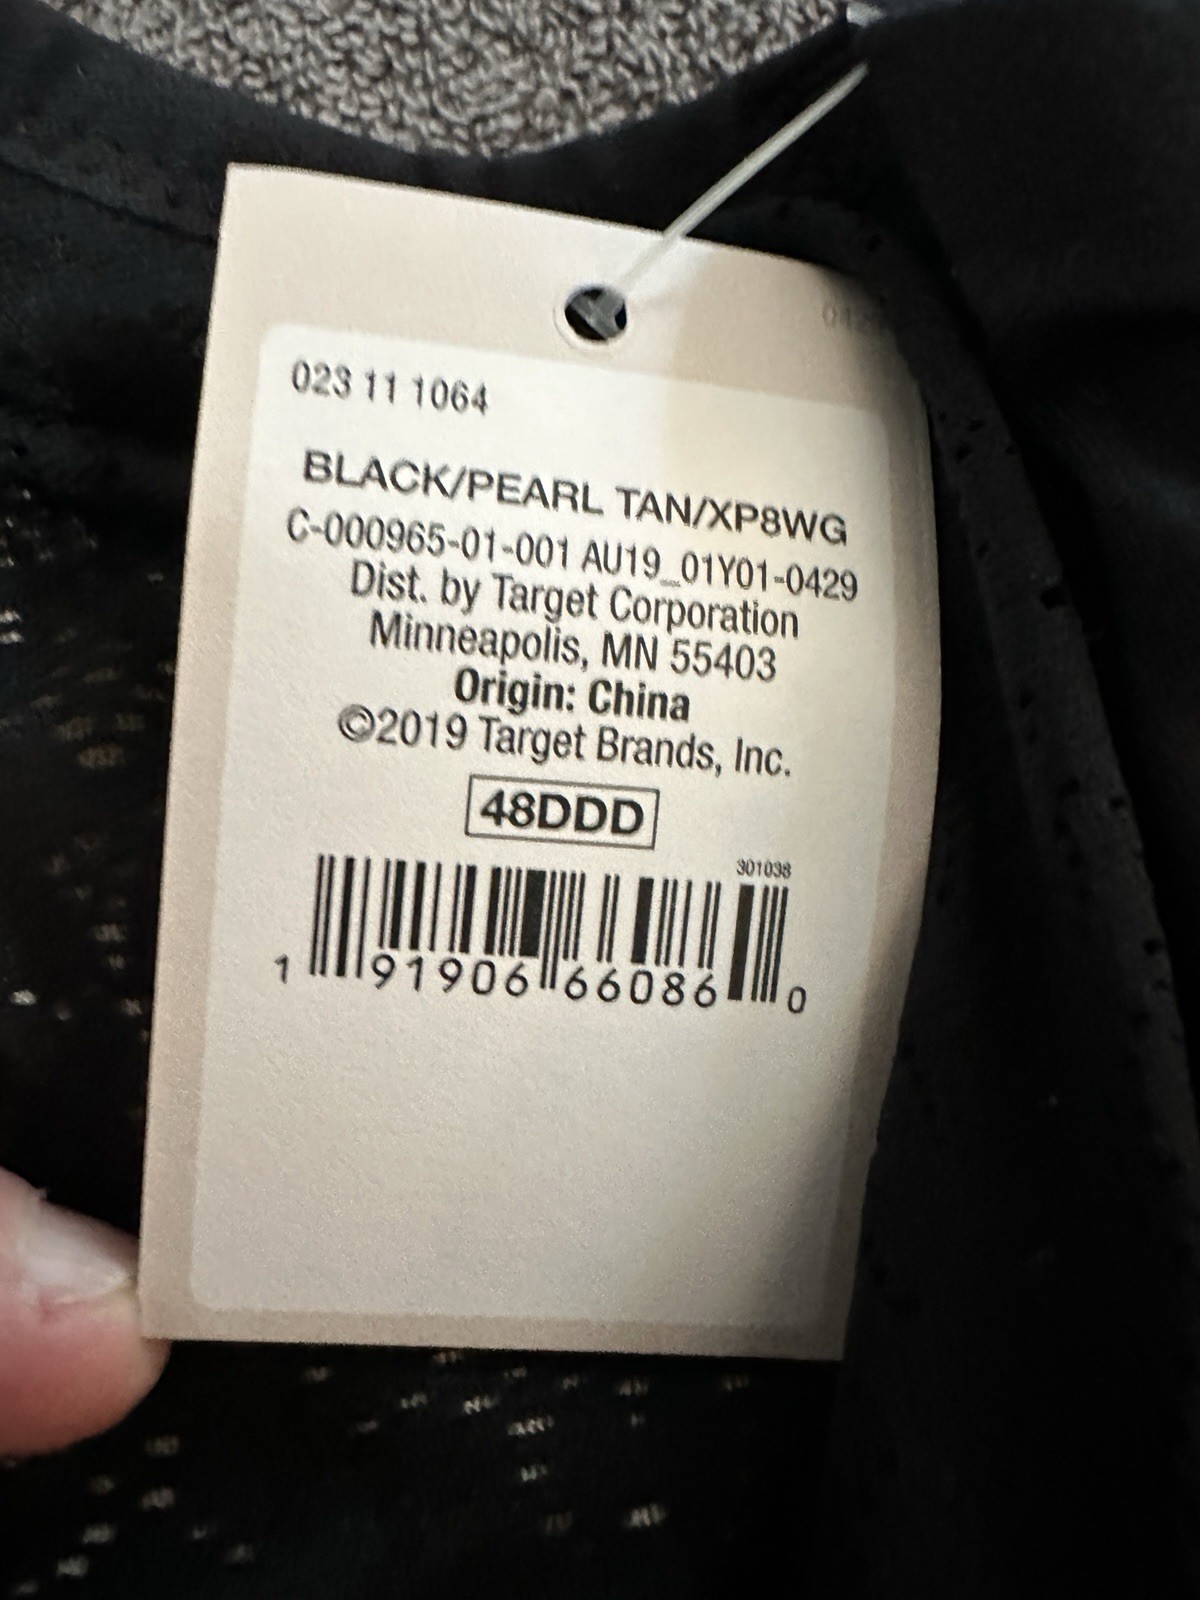 023 11 1064
BLACK/PEARL TAN/XP8WG
C-000965-01-001 AU19_01Y01-0429
Dist. by Target Corporation
Minneapolis, MN 55403
Origin: China
©2019 Target Brands, Inc.
48DDD
301038
1 91906 66086 0